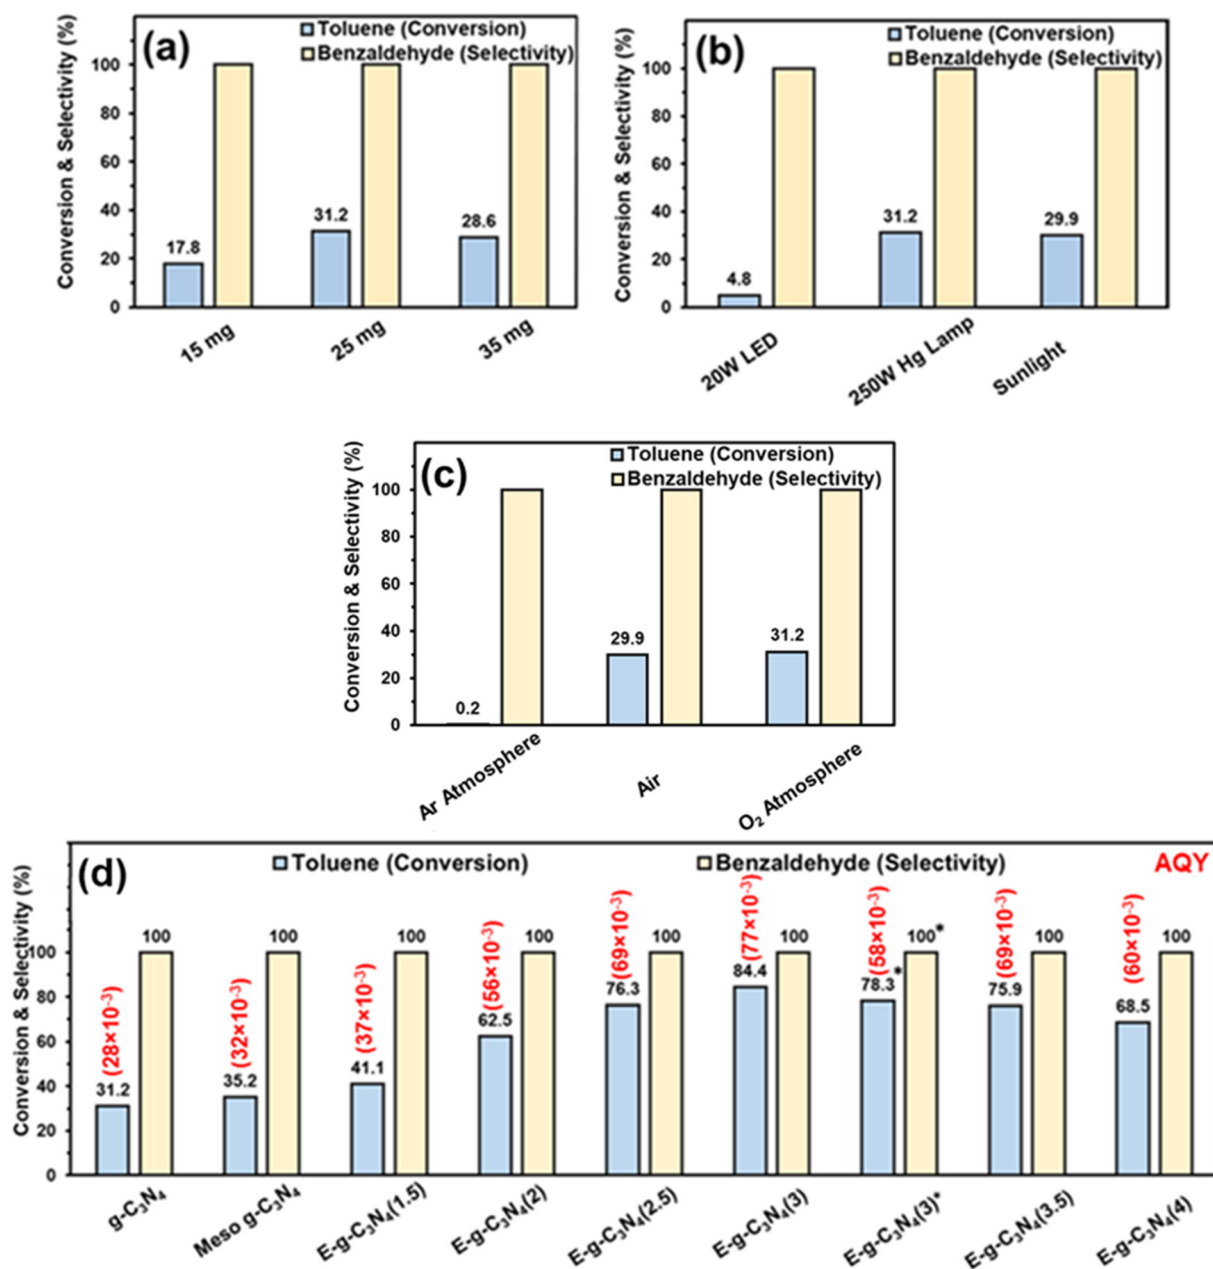 (a)
Toluene (Conversion)
Benzaldehyde (Selectivity)
Conversion & Selectivity (%)
100
80
60
40
20
0
17.8
31.2
28.6
15 mg
25 mg
35 mg
(b)
Toluene (Conversion)
Benzaldehyde (Selectivity)
Conversion & Selectivity (%)
100
80
60
40
20
0
4.8
31.2
29.9
20W LED
250W Hg Lamp
Sunlight
(c)
Toluene (Conversion)
Benzaldehyde (Selectivity)
Conversion & Selectivity (%)
100
80
60
40
20
0
0.2
29.9
31.2
Ar Atmosphere
Air
O₂ Atmosphere
(d)
Toluene (Conversion)
Benzaldehyde (Selectivity)
AQY
Conversion & Selectivity (%)
100
80
60
40
20
0
(28×10⁻³)
31.2
100
(32×10⁻³)
35.2
100
(37×10⁻³)
41.1
100
(56×10⁻³)
62.5
100
(69×10⁻³)
76.3
100
(77×10⁻³)
84.4
100
(58×10⁻³)
78.3*
100*
(69×10⁻³)
75.9
100
(60×10⁻³)
68.5
100
g-C₃N₄
Meso g-C₃N₄
E-g-C₃N₄(1.5)
E-g-C₃N₄(2)
E-g-C₃N₄(2.5)
E-g-C₃N₄(3)
E-g-C₃N₄(3)*
E-g-C₃N₄(3.5)
E-g-C₃N₄(4)